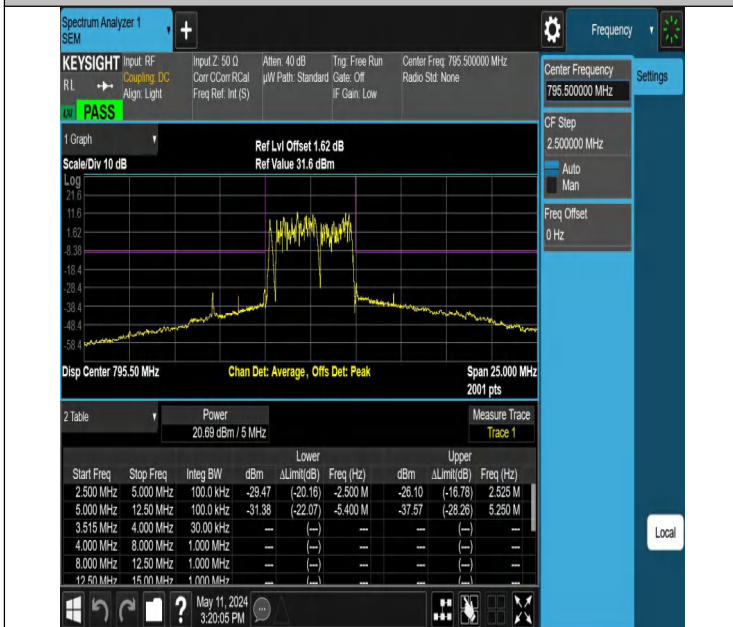 Spectrum Analyzer 1
SEM
+
Frequency
KEYSIGHT Input: RF Input Z: 50 Ω Atten: 40 dB Trig: Free Run Center Freq: 795.500000 MHz
RL Coupling: DC Corr CCorr RCal µW Path: Standard Gate: Off Radio Std: None
Align: Light Freq Ref: Int (S) IF Gain: Low
PASS
Center Frequency
795.500000 MHz
Settings
CF Step
2.500000 MHz
Auto
Man
Freq Offset
0 Hz
1 Graph
Ref Lvl Offset 1.62 dB
Scale/Div 10 dB Ref Value 31.6 dBm
Log
21.6
11.6
1.62
-8.38
-18.4
-28.4
-38.4
-48.4
-58.4
Disp Center 795.50 MHz Chan Det: Average, Offs Det: Peak Span 25.000 MHz
2001 pts
2 Table Power Measure Trace
20.69 dBm / 5 MHz Trace 1
Lower Upper
Start Freq Stop Freq Integ BW dBm ΔLimit(dB) Freq (Hz) dBm ΔLimit(dB) Freq (Hz)
2.500 MHz 5.000 MHz 100.0 kHz -29.47 (-20.16) -2.500 M -26.10 (-16.78) 2.525 M
5.000 MHz 12.50 MHz 100.0 kHz -31.38 (-22.07) -5.400 M -37.57 (-28.26) 5.250 M
3.515 MHz 4.000 MHz 30.00 kHz --- (---) --- --- (---) ---
4.000 MHz 8.000 MHz 1.000 MHz --- (---) --- --- (---) ---
8.000 MHz 12.50 MHz 1.000 MHz --- (---) --- --- (---) ---
12.50 MHz 15.00 MHz 1.000 MHz --- (---) --- --- (---) ---
Local
? May 11, 2024
3:20:05 PM